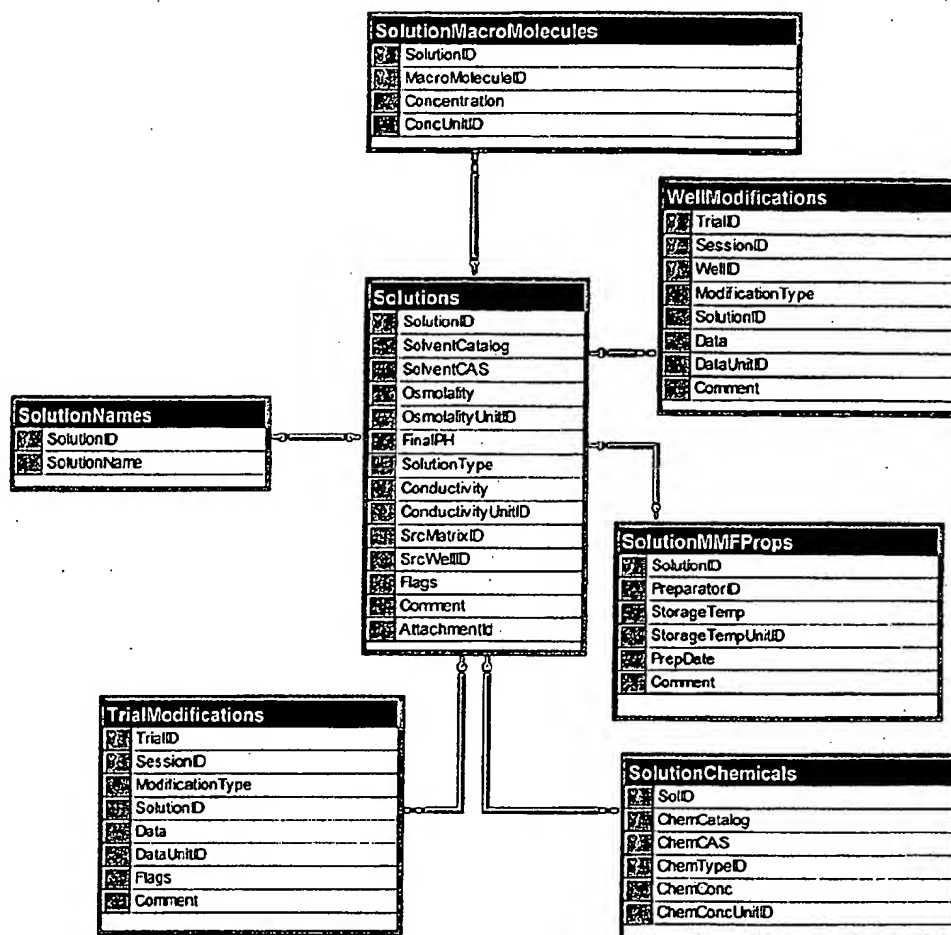 SolutionMacroMolecules
SolutionID
MacroMoleculeID
Concentration
ConcUnitID
WellModifications
TrialID
SessionID
WellID
ModificationType
SolutionID
Data
DataUnitID
Comment
Solutions
SolutionID
SolventCatalog
SolventCAS
Osmolality
OsmolalityUnitID
FinalPH
SolutionType
Conductivity
ConductivityUnitID
SrcMatrixID
SrcWellID
Flags
Comment
AttachmentId
SolutionNames
SolutionID
SolutionName
SolutionMMFProps
SolutionID
PreparatorID
StorageTemp
StorageTempUnitID
PrepDate
Comment
TrialModifications
TrialID
SessionID
ModificationType
SolutionID
Data
DataUnitID
Flags
Comment
SolutionChemicals
SolID
ChemCatalog
ChemCAS
ChemTypeID
ChemConc
ChemConcUnitID